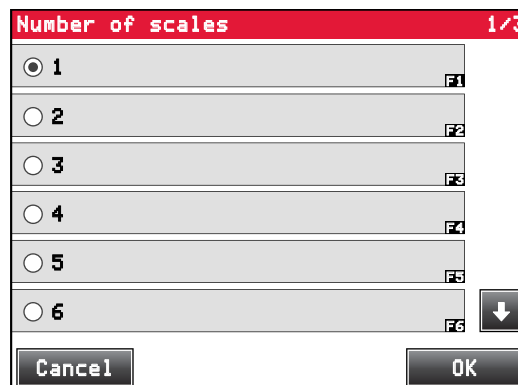 Number of scales 1/3
1 F1
2 F2
3 F3
4 F4
5 F5
6 F6
Cancel OK